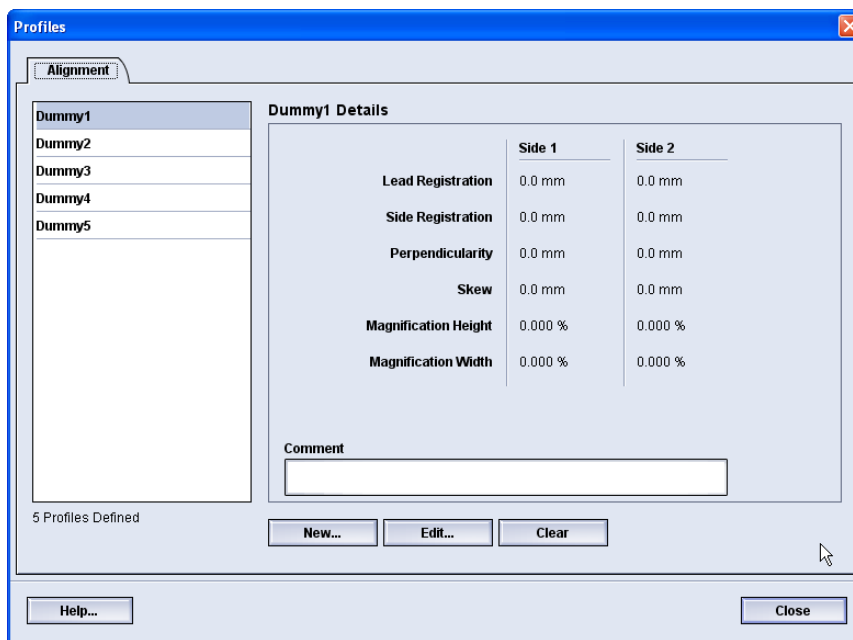 Profiles
Alignment
Dummy1
Dummy2
Dummy3
Dummy4
Dummy5
5 Profiles Defined
Dummy1 Details
Side 1 Side 2
Lead Registration 0.0 mm 0.0 mm
Side Registration 0.0 mm 0.0 mm
Perpendicularity 0.0 mm 0.0 mm
Skew 0.0 mm 0.0 mm
Magnification Height 0.000 % 0.000 %
Magnification Width 0.000 % 0.000 %
Comment
New... Edit... Clear
Help... Close